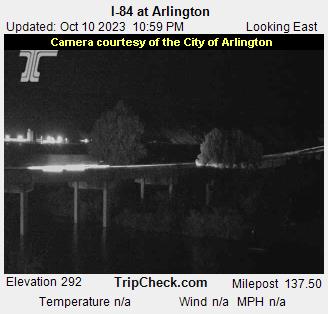 I-84 at Arlington
Updated: Oct 10 2023 10:59 PM Looking East
Camera courtesy of the City of Arlington
Elevation 292 TripCheck.com Milepost 137.50
Temperature n/a Wind n/a MPH n/a